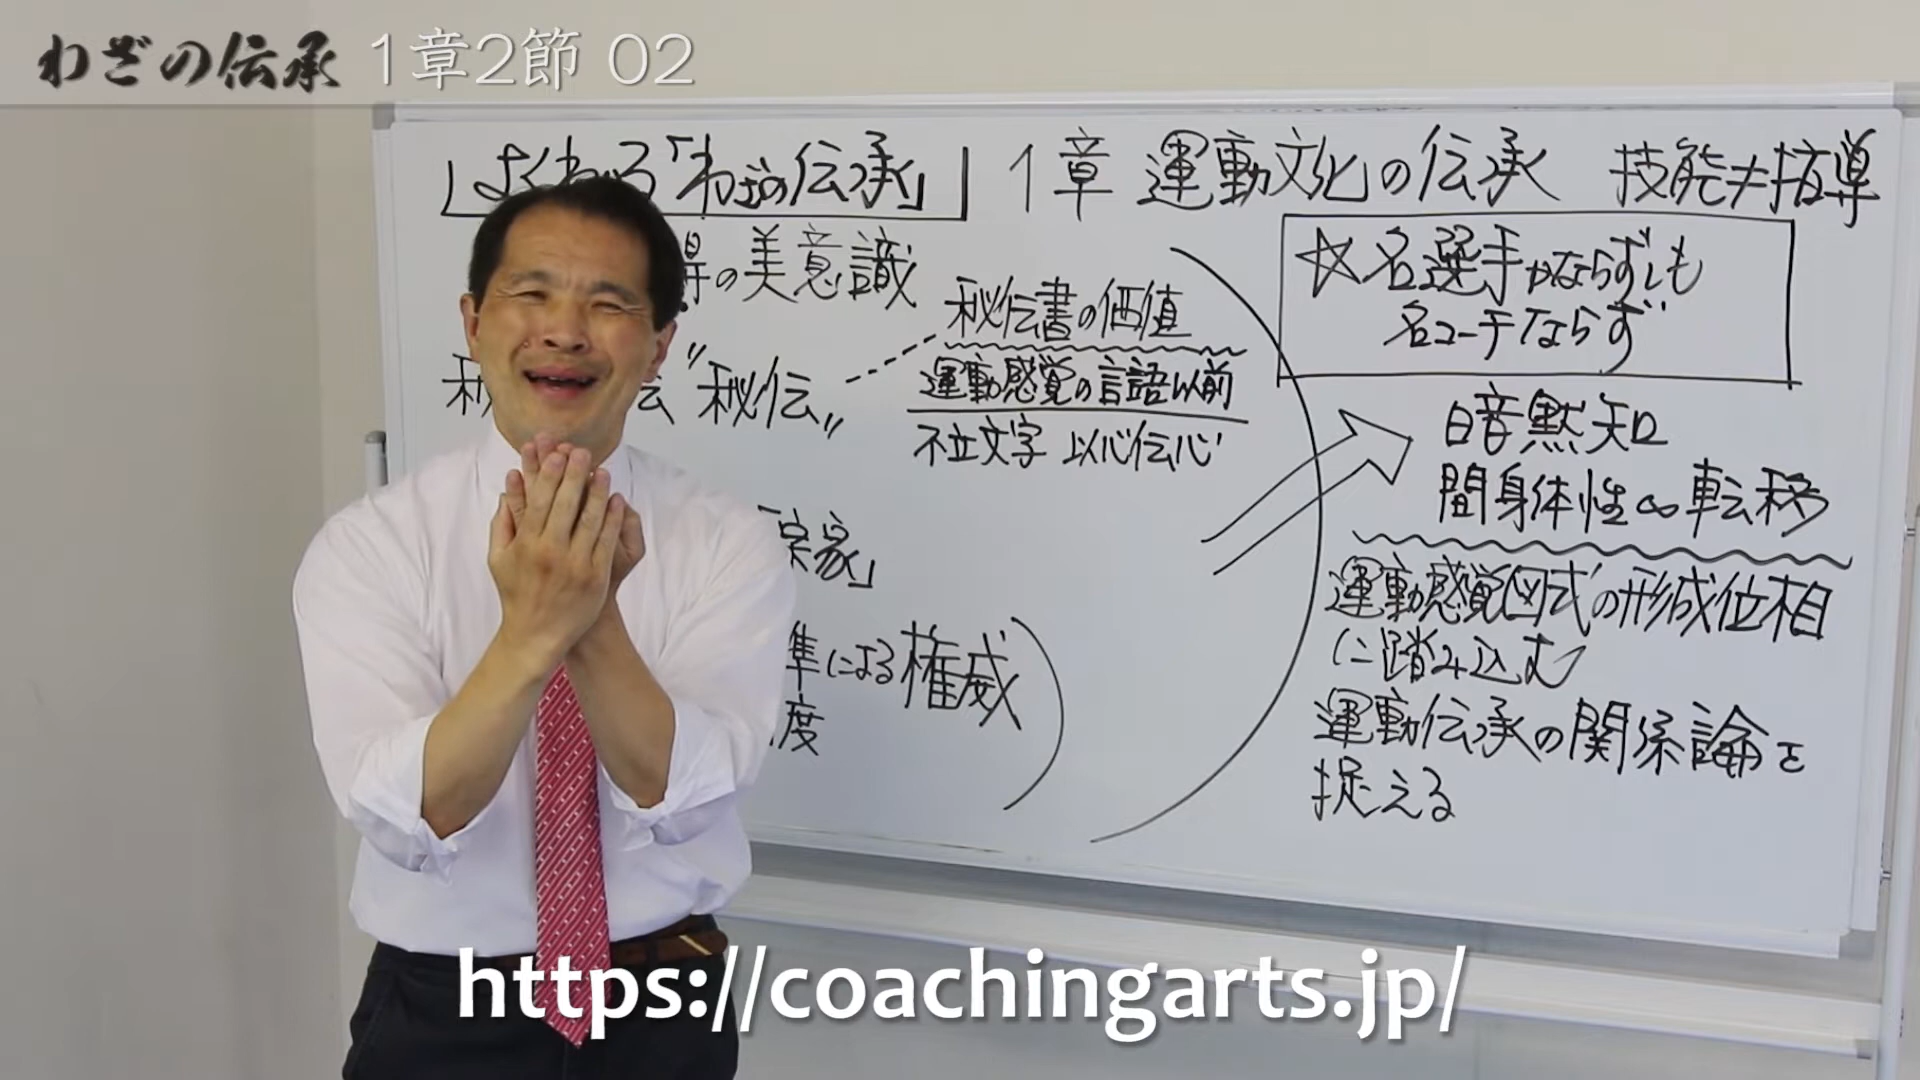 わざの伝承 1章2節 02
よくわかる「わざの伝承」 1章 運動文化の伝承 技能≠指導
の美意識
秘伝書の価値
運動感覚の言語以前
不立文字 以心伝心
伝 "秘伝"
家」
準による権威
度
☆名選手かならずしも
名コーチならず
暗黙知
間身体性∞転移
運動感覚図式の形成位相
に踏み込む
運動伝承の関係論を
捉える
https://coachingarts.jp/